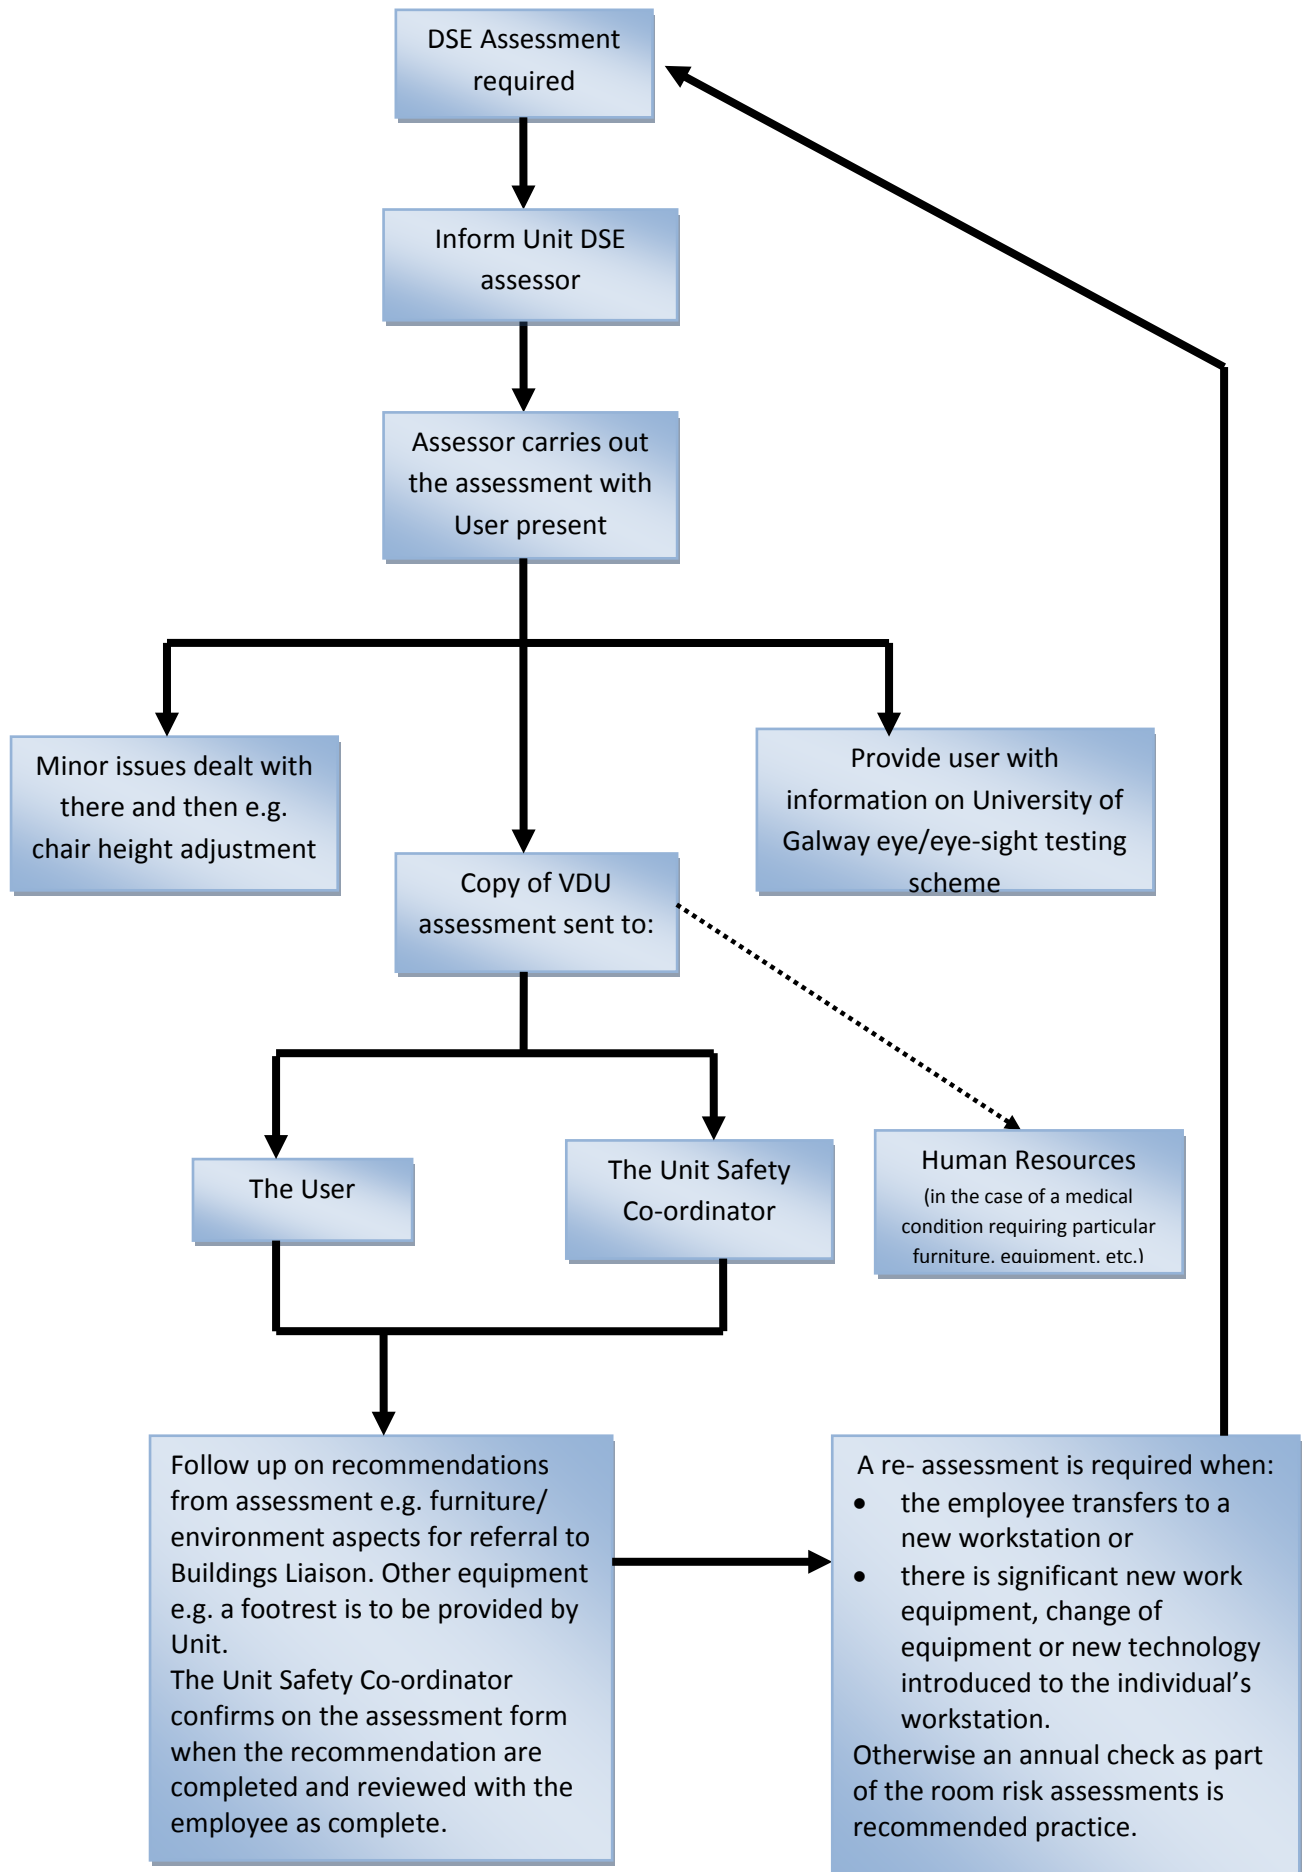 DSE Assessment
required
Inform Unit DSE
assessor
Assessor carries out
the assessment with
User present
Minor issues dealt with
there and then e.g.
chair height adjustment
Provide user with
information on University of
Galway eye/eye-sight testing
scheme
Copy of VDU
assessment sent to:
The User
The Unit Safety
Co-ordinator
Human Resources
(in the case of a medical
condition requiring particular
furniture, equipment, etc.)
Follow up on recommendations
from assessment e.g. furniture/
environment aspects for referral to
Buildings Liaison. Other equipment
e.g. a footrest is to be provided by
Unit.
The Unit Safety Co-ordinator
confirms on the assessment form
when the recommendation are
completed and reviewed with the
employee as complete.
A re- assessment is required when:
• the employee transfers to a
new workstation or
• there is significant new work
equipment, change of
equipment or new technology
introduced to the individual’s
workstation.
Otherwise an annual check as part
of the room risk assessments is
recommended practice.